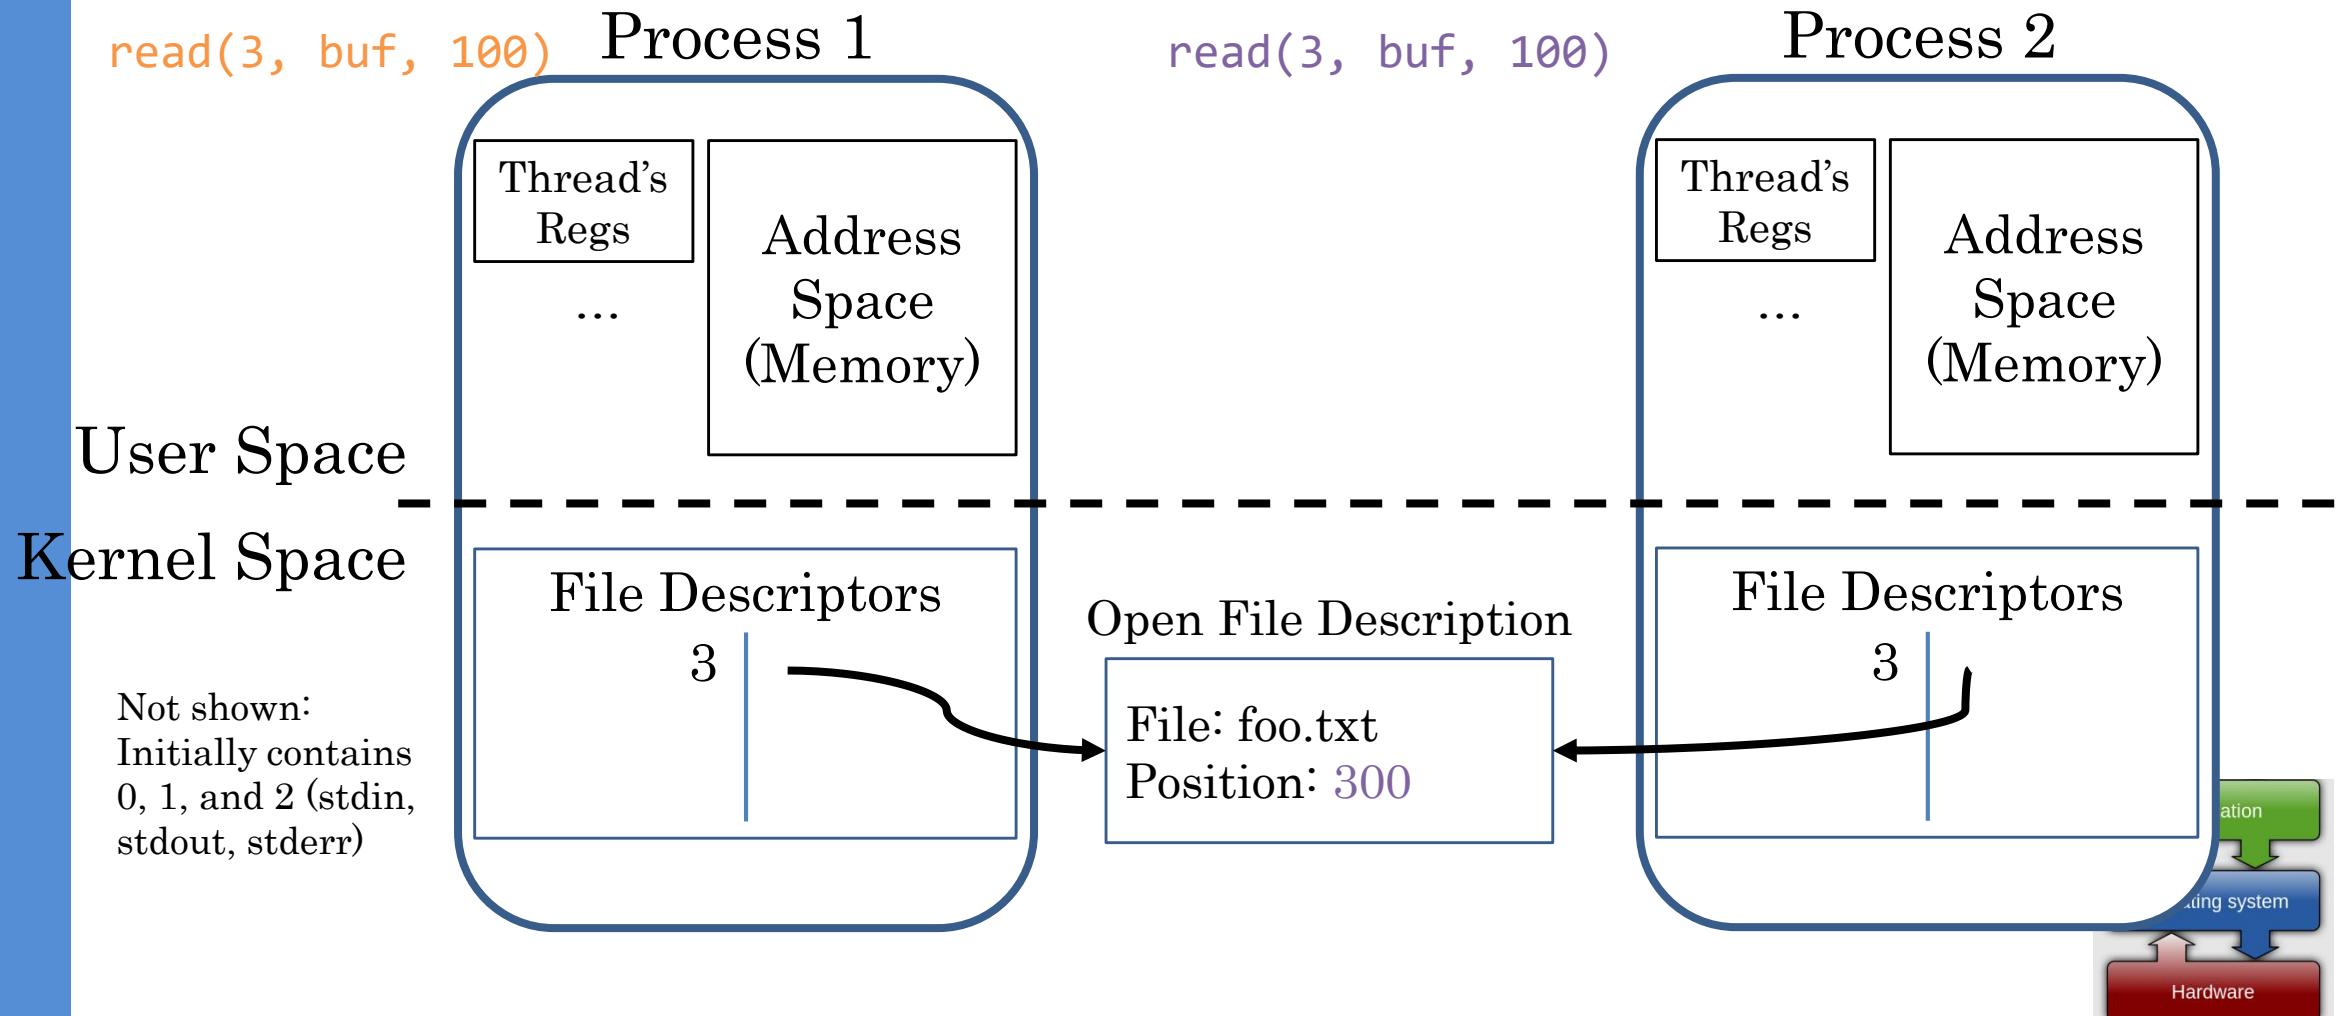 read(3, buf, 100)
Process 1
read(3, buf, 100)
Process 2
Thread's
Regs
...
Address
Space
(Memory)
Thread's
Regs
...
Address
Space
(Memory)
User Space
Kernel Space
File Descriptors
3
Open File Description
File: foo.txt
Position: 300
File Descriptors
3
Not shown:
Initially contains
0, 1, and 2 (stdin,
stdout, stderr)
ation
ating system
Hardware